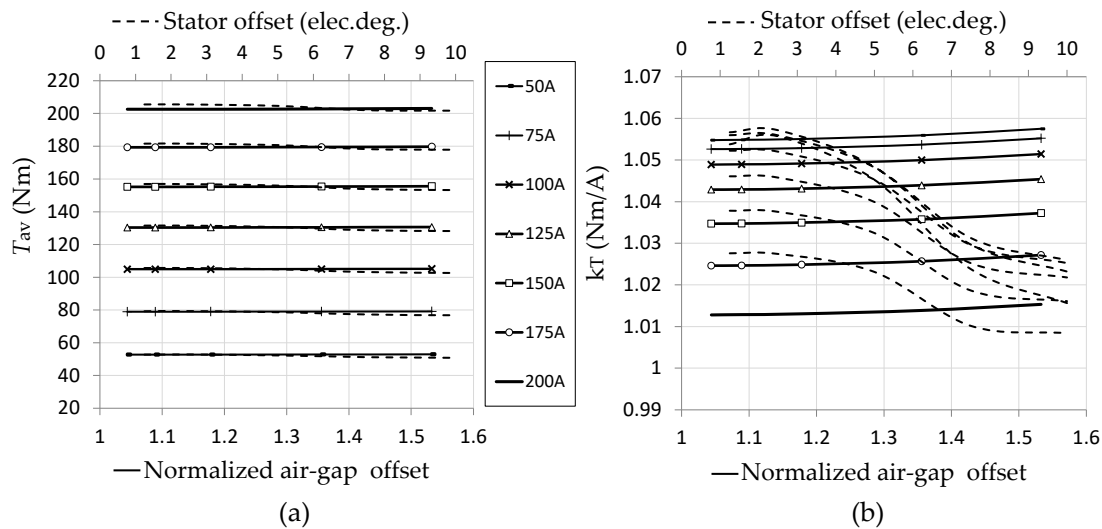 --- Stator offset (elec.deg.)
0 1 2 3 4 5 6 7 8 9 10
220
200
180
160
140
120
100
80
60
40
20
Tav (Nm)
1 1.1 1.2 1.3 1.4 1.5 1.6
Normalized air-gap offset
(a)
50A
75A
100A
125A
150A
175A
200A
--- Stator offset (elec.deg.)
0 1 2 3 4 5 6 7 8 9 10
1.07
1.06
1.05
1.04
1.03
1.02
1.01
1
0.99
kT (Nm/A)
1 1.1 1.2 1.3 1.4 1.5 1.6
Normalized air-gap offset
(b)